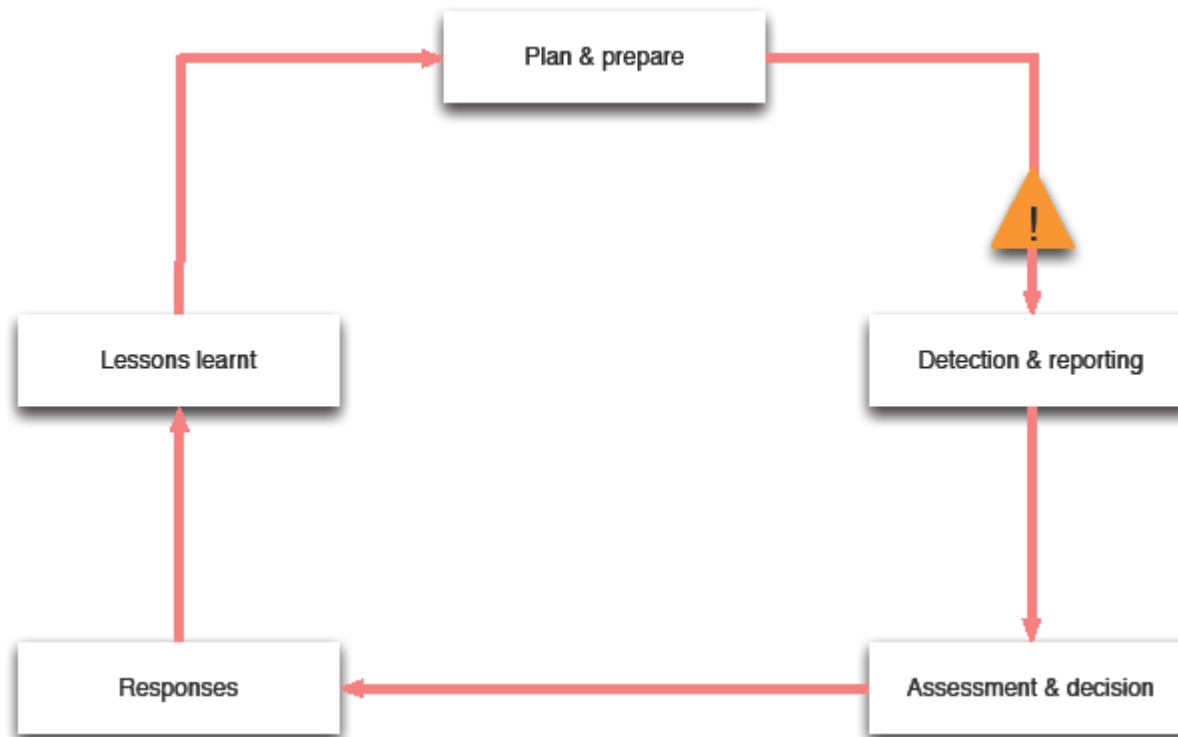 Plan & prepare
!
Lessons learnt
Detection & reporting
Responses
Assessment & decision